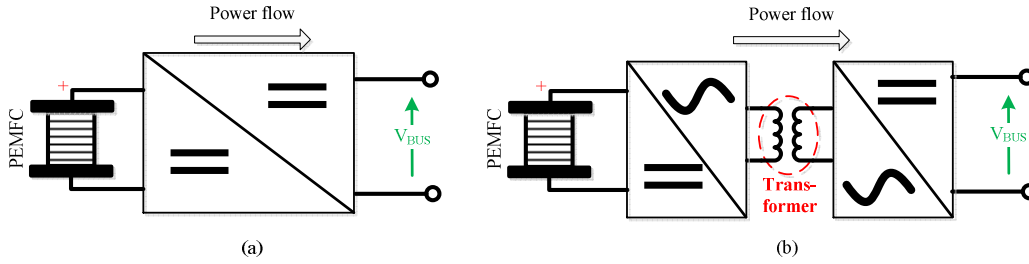 Power flow
+
PEMFC
V_BUS
(a)
Power flow
+
PEMFC
Trans-
former
V_BUS
(b)